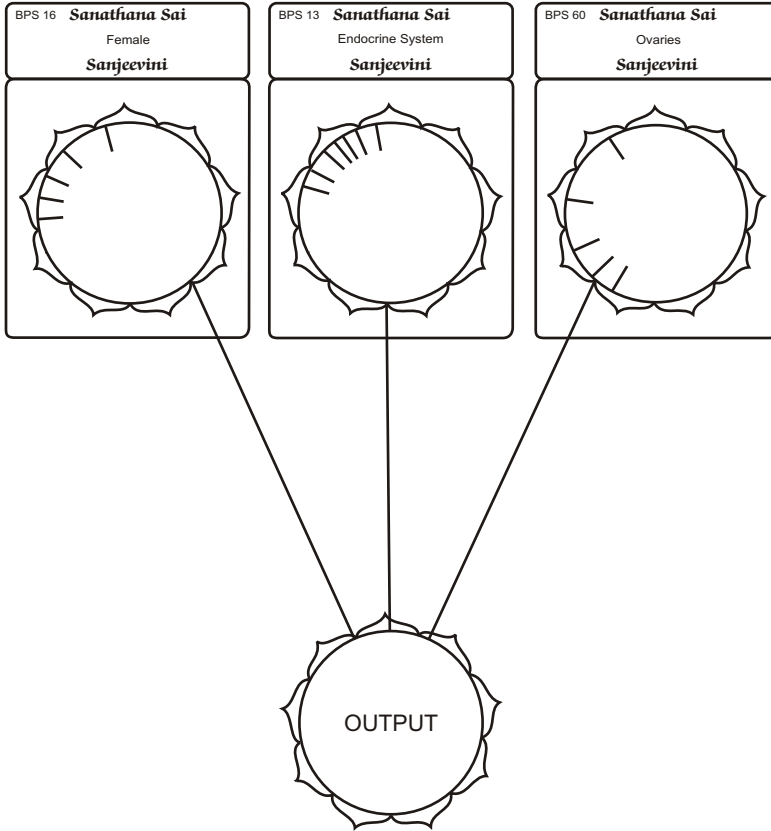 BPS 16 Sanathana Sai
Female
Sanjeevini
BPS 13 Sanathana Sai
Endocrine System
Sanjeevini
BPS 60 Sanathana Sai
Ovaries
Sanjeevini
OUTPUT